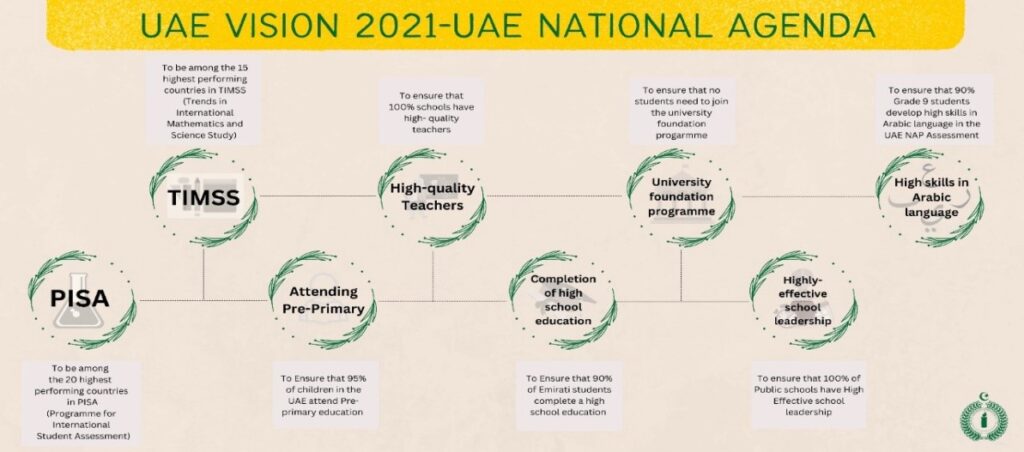 UAE VISION 2021-UAE NATIONAL AGENDA
To be among the 15
highest performing
countries in TIMSS
(Trends in
International
Mathematics and
Science Study)
To ensure that
100% schools have
high- quality
teachers
To ensure that no
students need to join
the university
foundation
progarmme
To ensure that 90%
Grade 9 students
develop high skills in
Arabic language in the
UAE NAP Assessment
TIMSS
High-quality
Teachers
University
foundation
programme
High skills in
Arabic
language
PISA
Attending
Pre-Primary
Completion
of high
school
education
Highly-
effective
school
leadership
To be among
the 20 highest
performing countries
in PISA
(Programme for
International
Student Assessment)
To Ensure that 95%
of children in the
UAE attend Pre-
primary education
To Ensure that 90%
of Emirati students
complete a high
school education
To ensure that 100% of
Public schools have High
Effective school
leadership